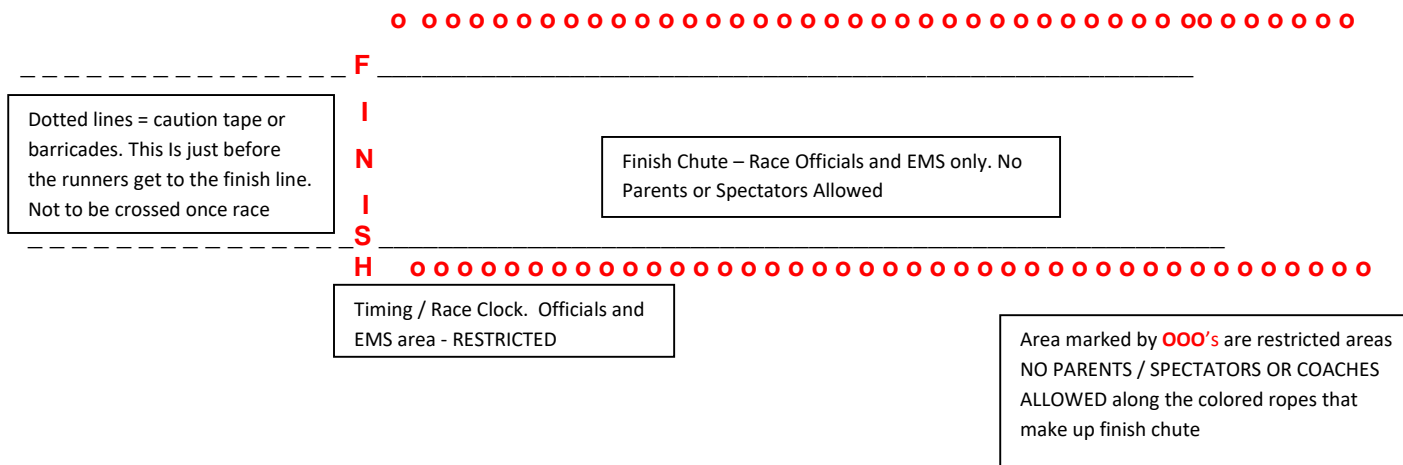 O O O O O O O O O O O O O O O O O O O O O O O O O O O O O O O O O O O O O O O O O
F
I
N
I
S
H
Dotted lines = caution tape or
barricades. This Is just before
the runners get to the finish line.
Not to be crossed once race
Finish Chute – Race Officials and EMS only. No
Parents or Spectators Allowed
O O O O O O O O O O O O O O O O O O O O O O O O O O O O O O O O O O O O O O O O O
Timing / Race Clock.  Officials and
EMS area - RESTRICTED
Area marked by OOO's are restricted areas
NO PARENTS / SPECTATORS OR COACHES
ALLOWED along the colored ropes that
make up finish chute